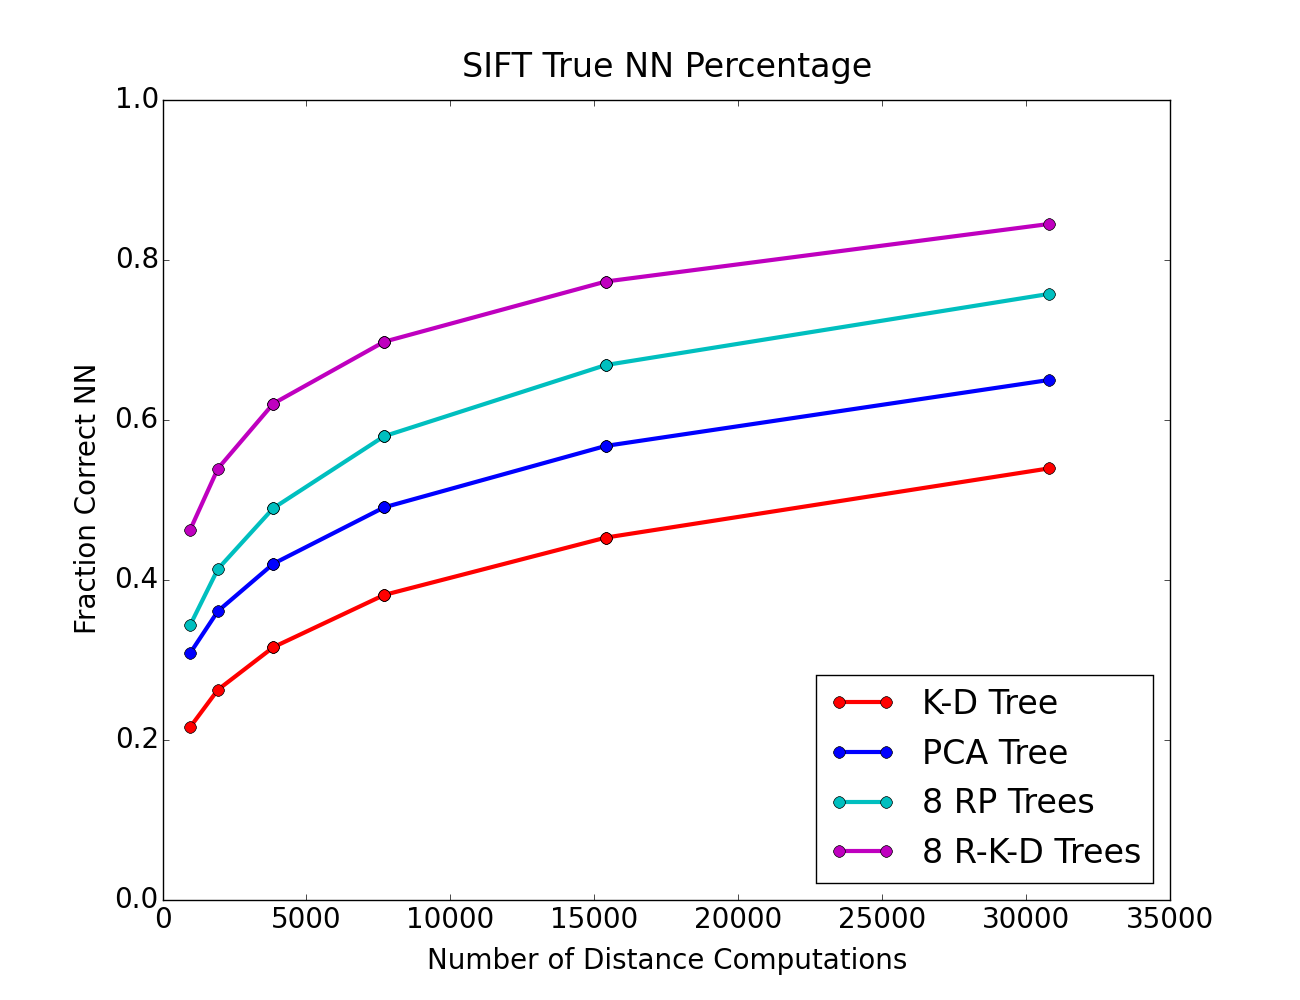 SIFT True NN Percentage
1.0
0.8
0.6
0.4
0.2
0.0
Fraction Correct NN
0 5000 10000 15000 20000 25000 30000 35000
Number of Distance Computations
K-D Tree
PCA Tree
8 RP Trees
8 R-K-D Trees